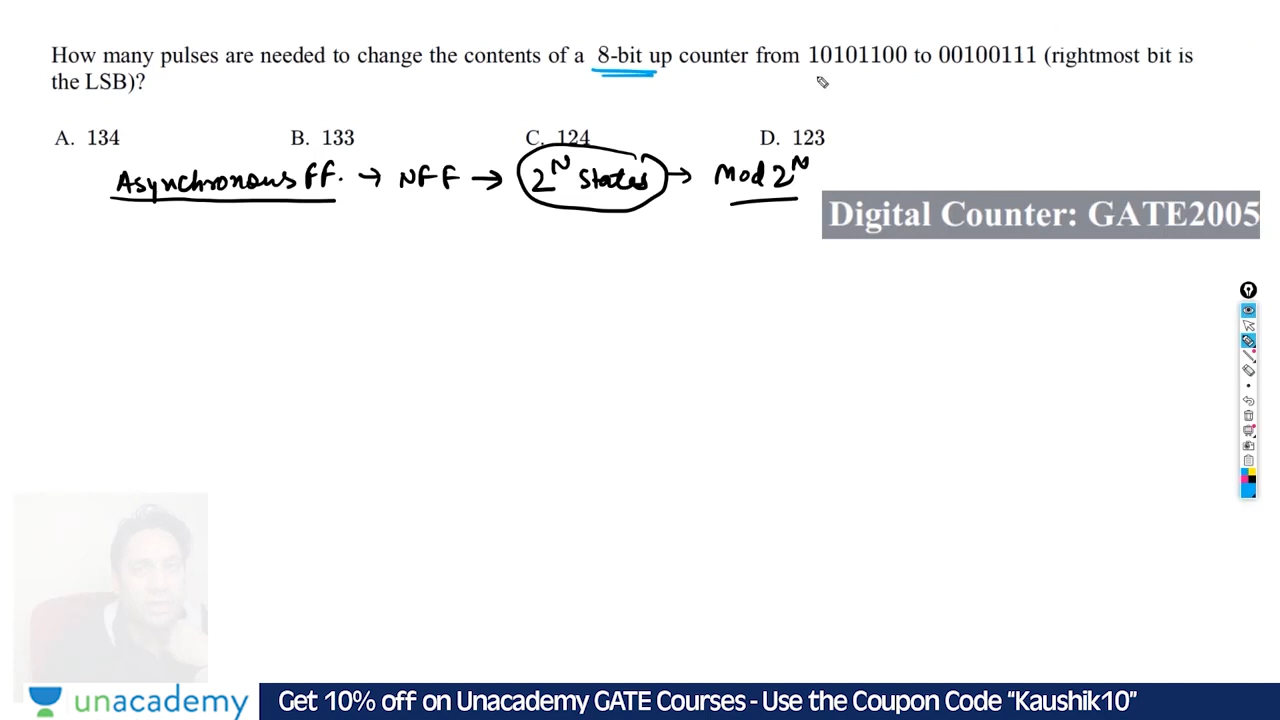 How many pulses are needed to change the contents of a 8-bit up counter from 10101100 to 00100111 (rightmost bit is
the LSB)?
A. 134 B. 133 C. 124 D. 123
Asynchronous FF. → NFF → 2^N States → Mod 2^N
Digital Counter: GATE2005
unacademy
Get 10% off on Unacademy GATE Courses - Use the Coupon Code "Kaushik10"